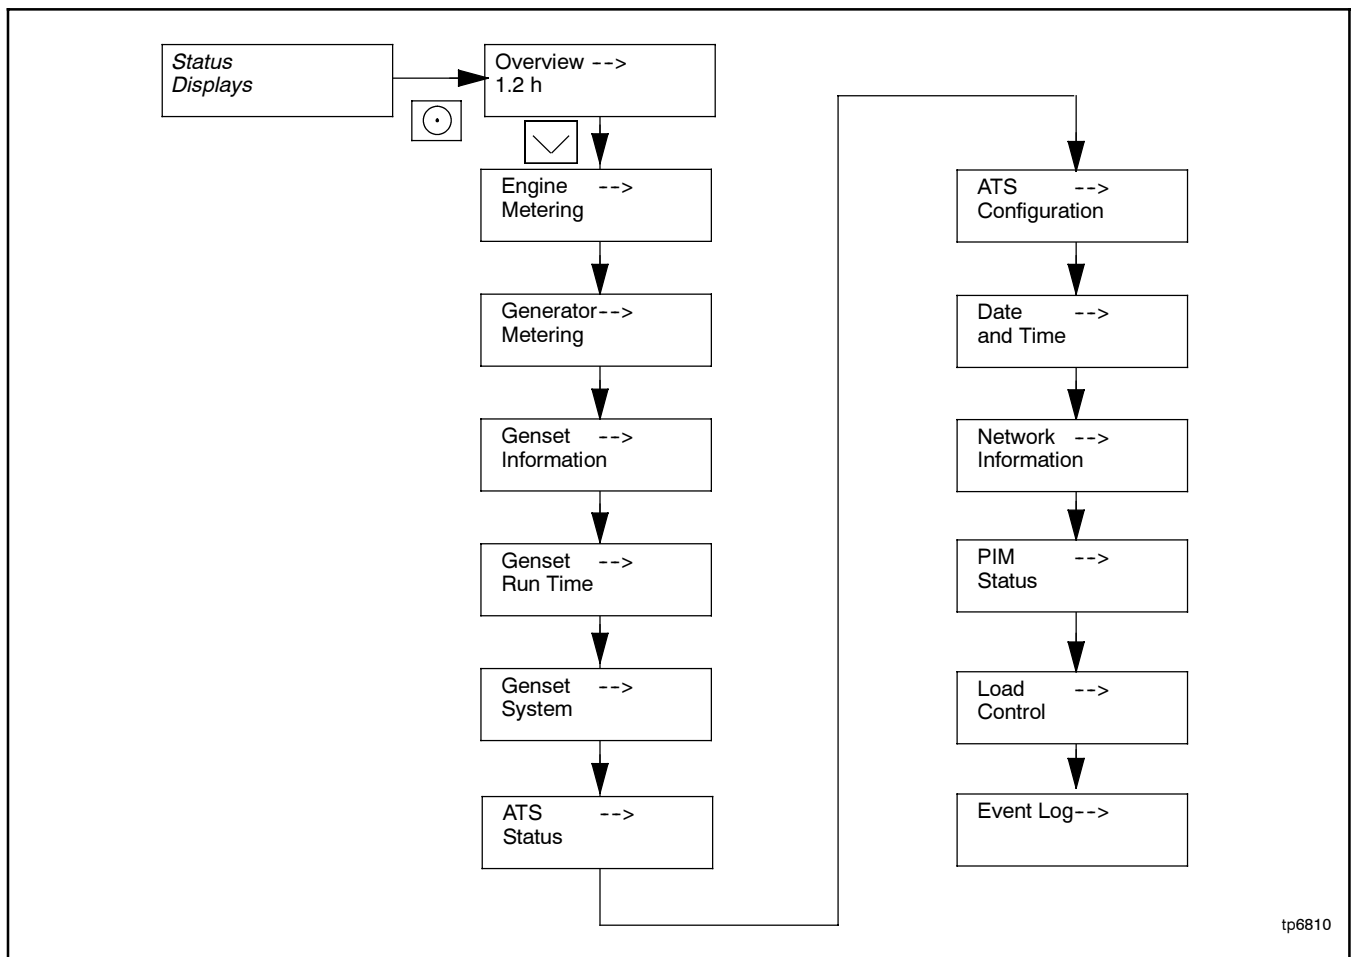 Status
Displays
Overview -->
1.2 h
Engine -->
Metering
Generator-->
Metering
Genset -->
Information
Genset -->
Run Time
Genset -->
System
ATS -->
Status
ATS -->
Configuration
Date -->
and Time
Network -->
Information
PIM -->
Status
Load -->
Control
Event Log-->
tp6810